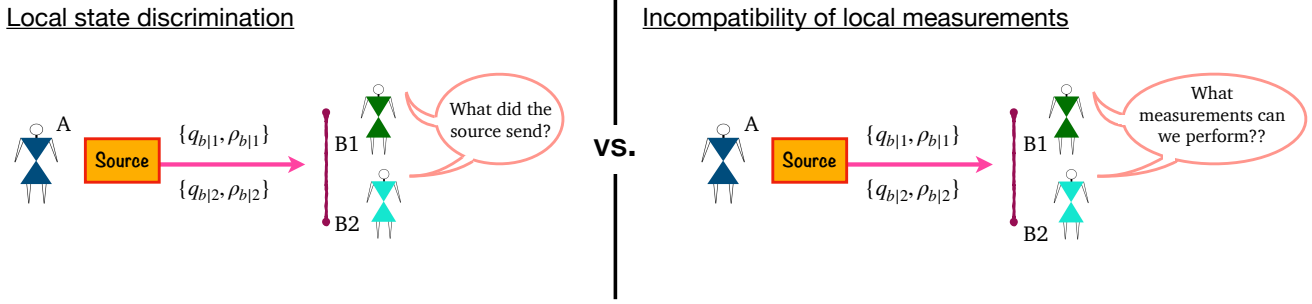 Local state discrimination
A
Source
{q_{b|1}, ρ_{b|1}}
{q_{b|2}, ρ_{b|2}}
B1
B2
What did the
source send?
vs.
Incompatibility of local measurements
A
Source
{q_{b|1}, ρ_{b|1}}
{q_{b|2}, ρ_{b|2}}
B1
B2
What
measurements can
we perform??